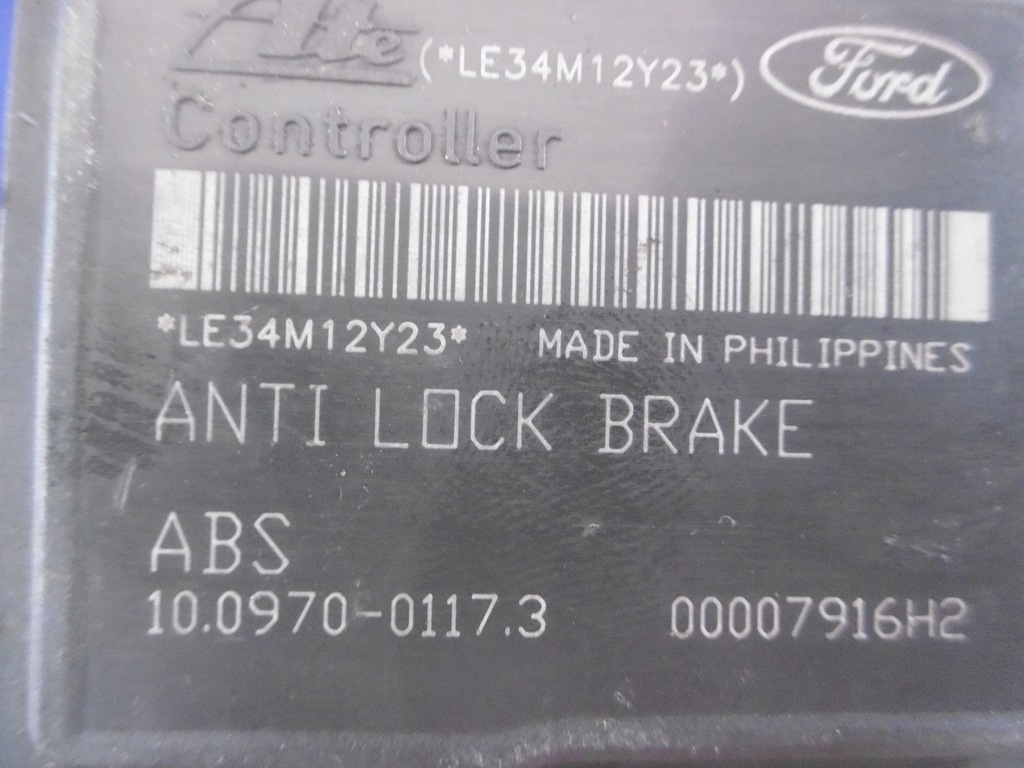 Ate (*LE34M12Y23*) Ford
Controller
*LE34M12Y23* MADE IN PHILIPPINES
ANTI LOCK BRAKE
ABS
10.0970-0117.3 00007916H2